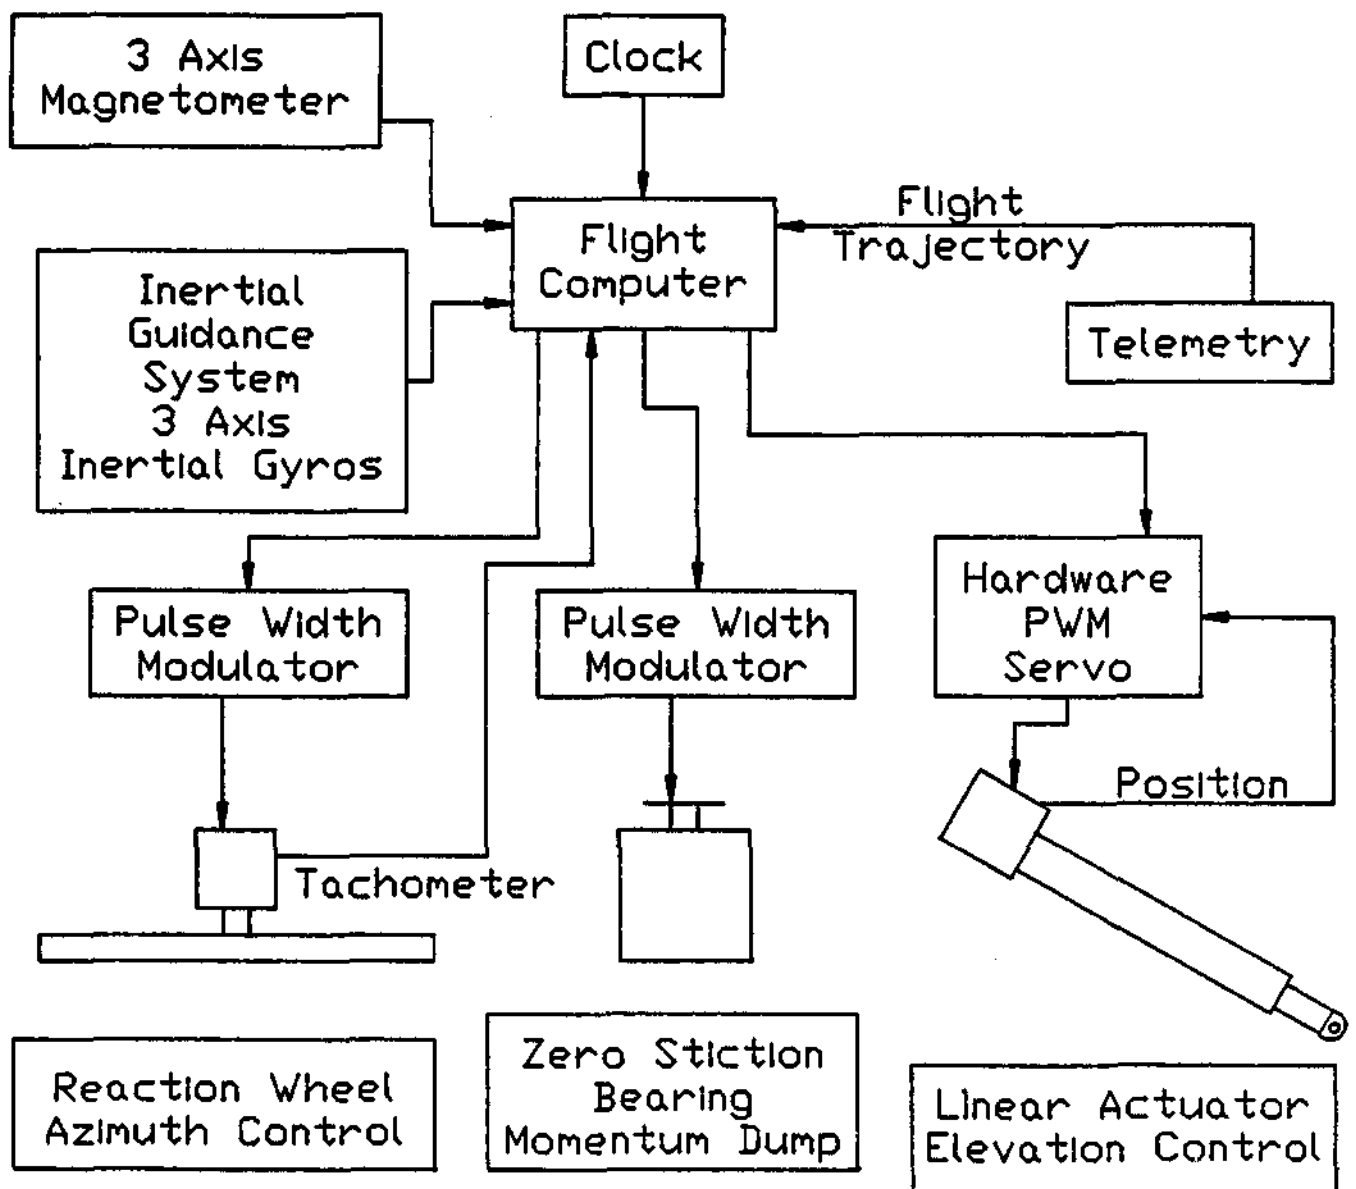 3 Axis
Magnetometer
Clock
Flight
Computer
Flight
Trajectory
Telemetry
Inertial
Guidance
System
3 Axis
Inertial Gyros
Pulse Width
Modulator
Pulse Width
Modulator
Hardware
PWM
Servo
Position
Tachometer
Reaction Wheel
Azimuth Control
Zero Stiction
Bearing
Momentum Dump
Linear Actuator
Elevation Control